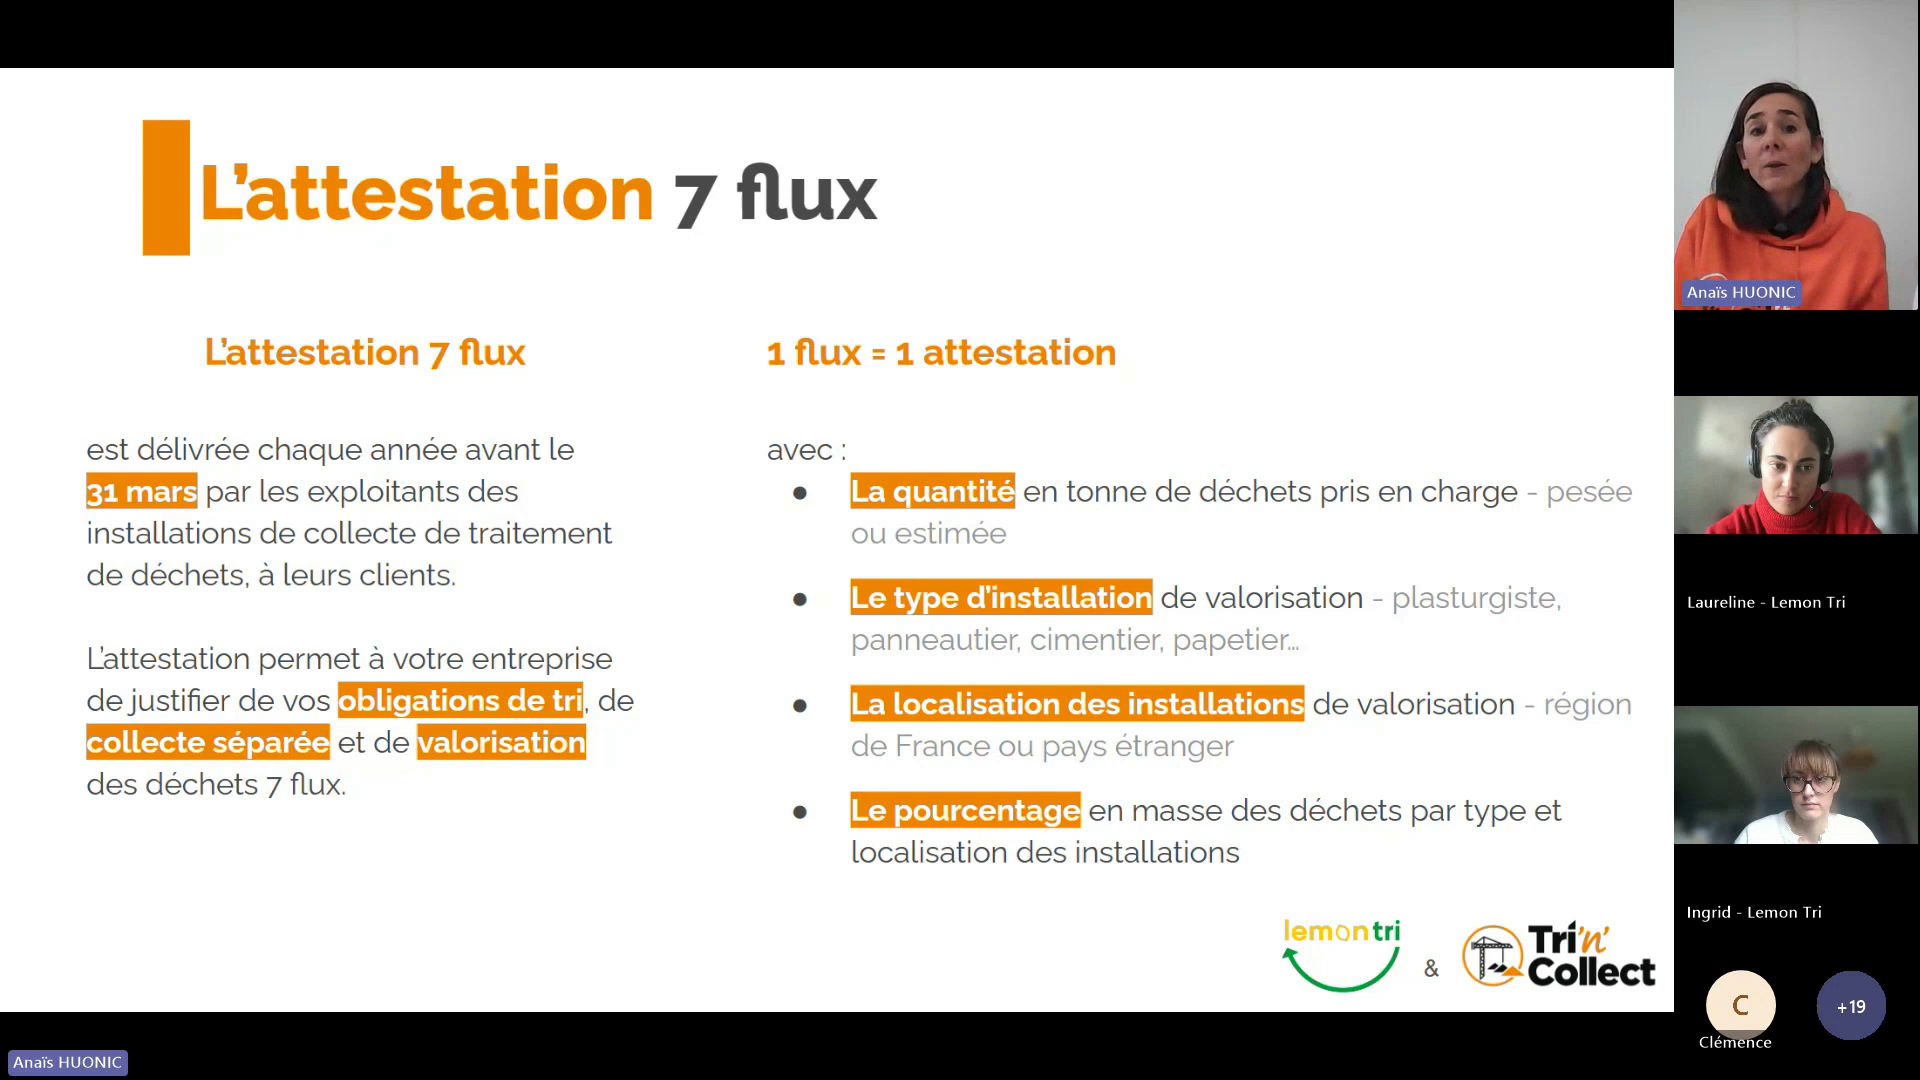 L'attestation 7 flux
L'attestation 7 flux
est délivrée chaque année avant le
31 mars par les exploitants des
installations de collecte de traitement
de déchets, à leurs clients.
L'attestation permet à votre entreprise
de justifier de vos obligations de tri, de
collecte séparée et de valorisation
des déchets 7 flux.
1 flux = 1 attestation
avec :
● La quantité en tonne de déchets pris en charge - pesée
ou estimée
● Le type d'installation de valorisation - plasturgiste,
panneautier, cimentier, papetier...
● La localisation des installations de valorisation - région
de France ou pays étranger
● Le pourcentage en masse des déchets par type et
localisation des installations
lemontri
&
Tri'n'
Collect
Anaïs HUONIC
Laureline - Lemon Tri
Ingrid - Lemon Tri
C
+19
Clémence
Anaïs HUONIC